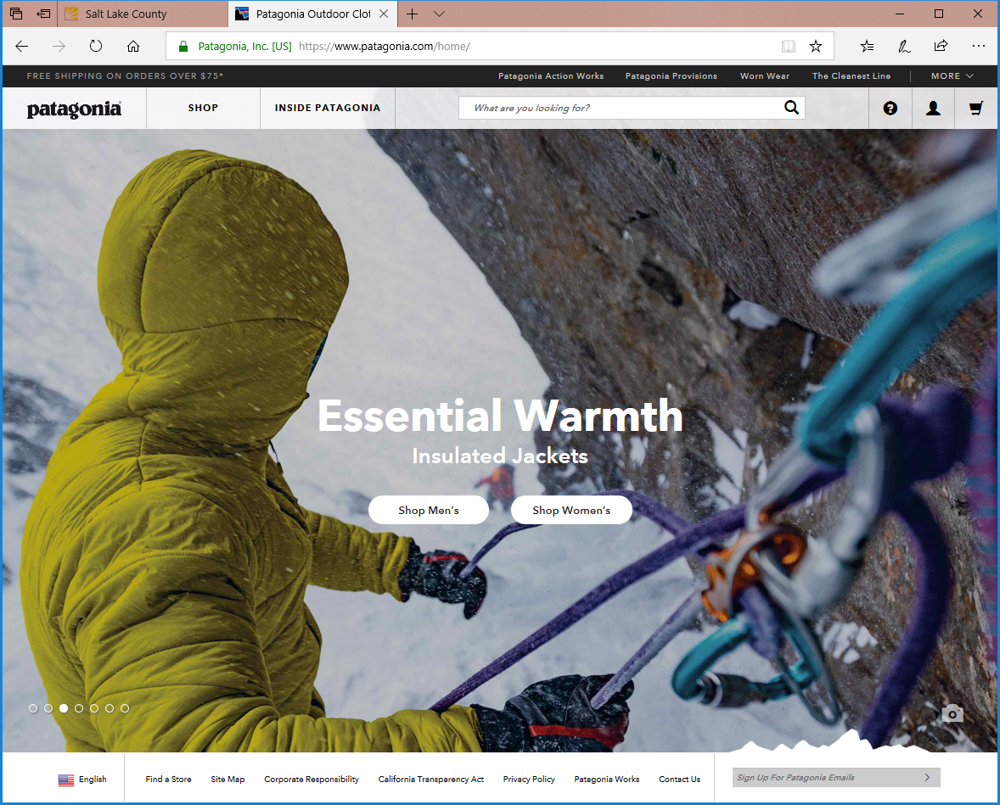 Salt Lake County
Patagonia Outdoor Clot
Patagonia, Inc. [US] https://www.patagonia.com/home/
FREE SHIPPING ON ORDERS OVER $75*
Patagonia Action Works
Patagonia Provisions
Worn Wear
The Cleanest Line
MORE
patagonia
SHOP
INSIDE PATAGONIA
What are you looking for?
Essential Warmth
Insulated Jackets
Shop Men's
Shop Women's
English
Find a Store
Site Map
Corporate Responsibility
California Transparency Act
Privacy Policy
Patagonia Works
Contact Us
Sign Up For Patagonia Emails